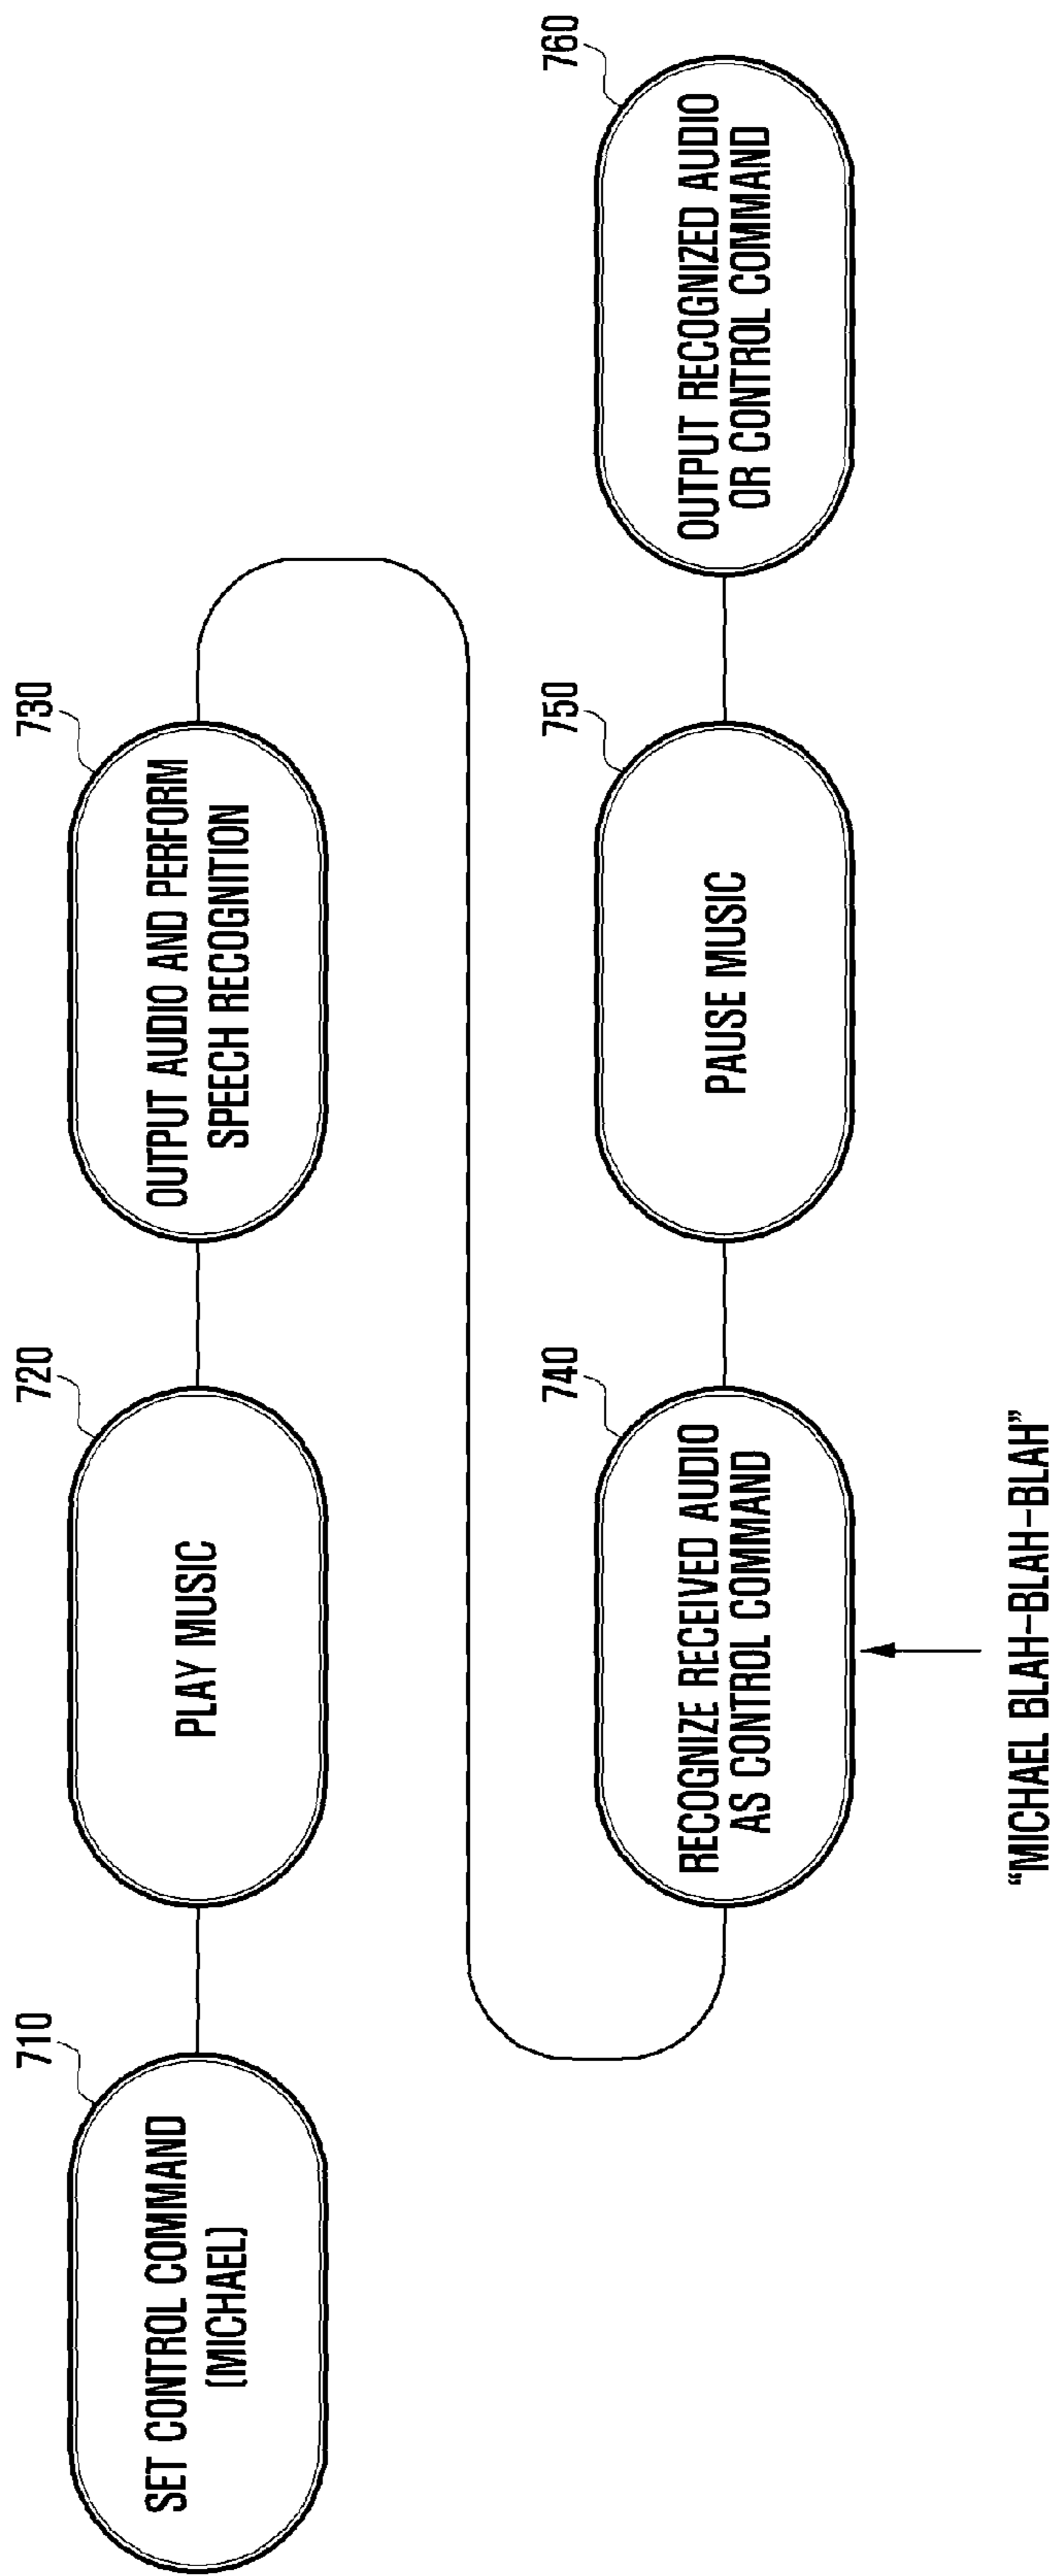 710
SET CONTROL COMMAND
(MICHAEL)
720
PLAY MUSIC
730
OUTPUT AUDIO AND PERFORM
SPEECH RECOGNITION
740
RECOGNIZE RECEIVED AUDIO
AS CONTROL COMMAND
“MICHAEL BLAH-BLAH-BLAH”
750
PAUSE MUSIC
760
OUTPUT RECOGNIZED AUDIO
OR CONTROL COMMAND